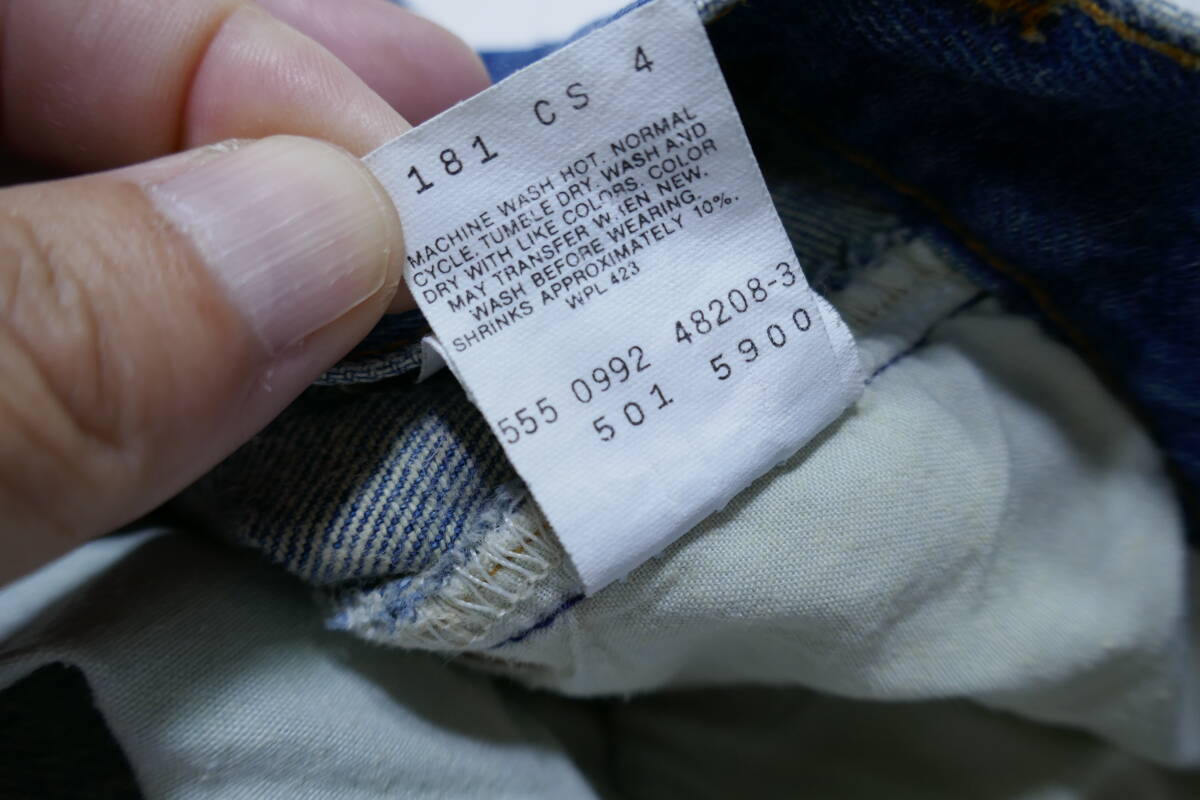 181 CS 4
MACHINE WASH HOT. NORMAL
CYCLE. TUMBLE DRY. WASH AND
DRY WITH LIKE COLORS. COLOR
MAY TRANSFER WHEN NEW.
WASH BEFORE WEARING.
SHRINKS APPROXIMATELY 10%.
WPL 423
555 0992 48208-3
501 5900